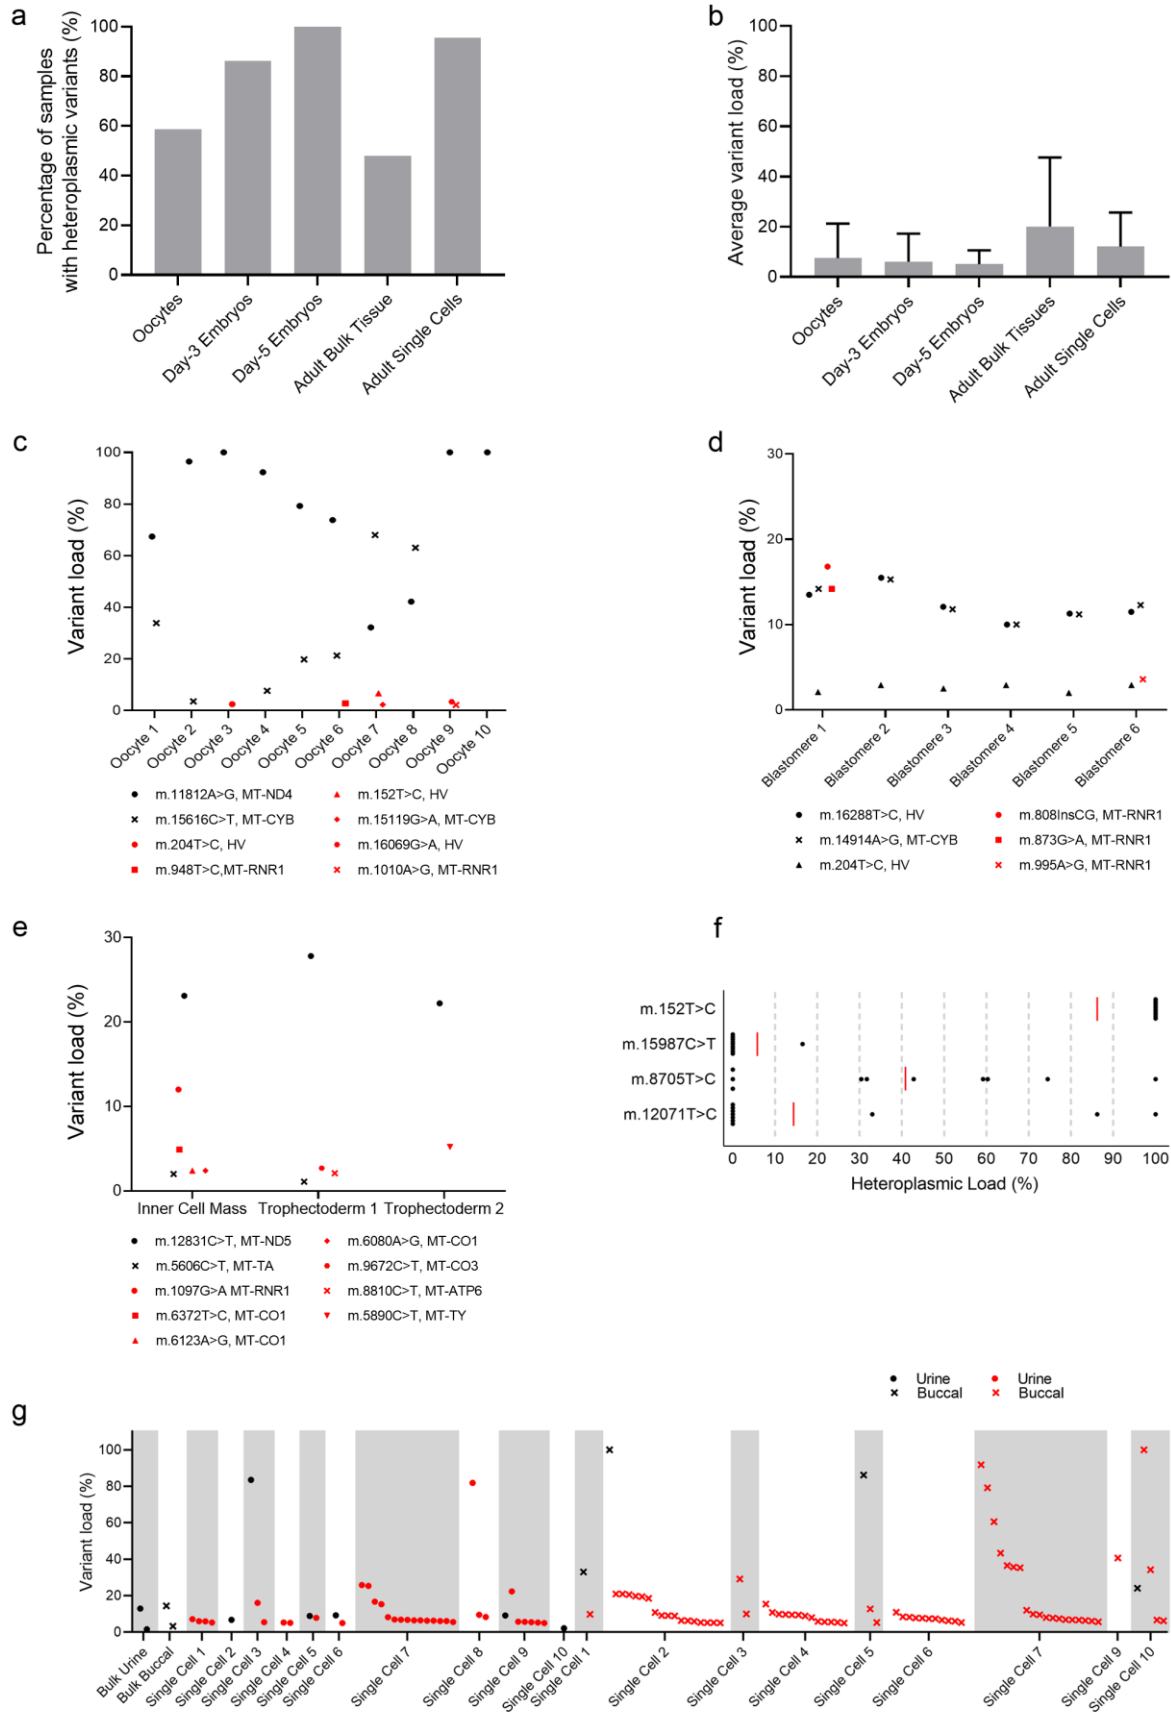 a
Percentage of samples
with heteroplasmic variants (%)
100
80
60
40
20
0
Oocytes
Day-3 Embryos
Day-5 Embryos
Adult Bulk Tissue
Adult Single Cells
b
Average variant load (%)
100
80
60
40
20
0
Oocytes
Day-3 Embryos
Day-5 Embryos
Adult Bulk Tissues
Adult Single Cells
c
Variant load (%)
100
80
60
40
20
0
Oocyte 1
Oocyte 2
Oocyte 3
Oocyte 4
Oocyte 5
Oocyte 6
Oocyte 7
Oocyte 8
Oocyte 9
Oocyte 10
m.11812A>G, MT-ND4
m.15616C>T, MT-CYB
m.204T>C, HV
m.948T>C,MT-RNR1
m.152T>C, HV
m.15119G>A, MT-CYB
m.16069G>A, HV
m.1010A>G, MT-RNR1
d
Variant load (%)
30
20
10
0
Blastomere 1
Blastomere 2
Blastomere 3
Blastomere 4
Blastomere 5
Blastomere 6
m.16288T>C, HV
m.14914A>G, MT-CYB
m.204T>C, HV
m.808InsCG, MT-RNR1
m.873G>A, MT-RNR1
m.995A>G, MT-RNR1
e
Variant load (%)
30
20
10
0
Inner Cell Mass
Trophectoderm 1
Trophectoderm 2
m.12831C>T, MT-ND5
m.5606C>T, MT-TA
m.1097G>A MT-RNR1
m.6372T>C, MT-CO1
m.6123A>G, MT-CO1
m.6080A>G, MT-CO1
m.9672C>T, MT-CO3
m.8810C>T, MT-ATP6
m.5890C>T, MT-TY
f
m.152T>C
m.15987C>T
m.8705T>C
m.12071T>C
0 10 20 30 40 50 60 70 80 90 100
Heteroplasmic Load (%)
Urine
Buccal
Urine
Buccal
g
Variant load (%)
100
80
60
40
20
0
Bulk Urine
Bulk Buccal
Single Cell 1
Single Cell 2
Single Cell 3
Single Cell 4
Single Cell 5
Single Cell 6
Single Cell 7
Single Cell 8
Single Cell 9
Single Cell 10
Single Cell 1
Single Cell 2
Single Cell 3
Single Cell 4
Single Cell 5
Single Cell 6
Single Cell 7
Single Cell 9
Single Cell 10